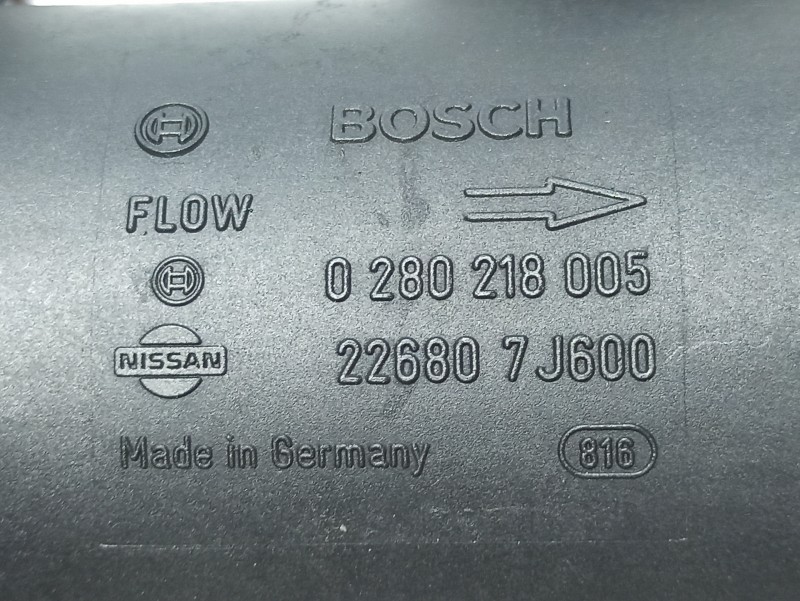 BOSCH
FLOW
0 280 218 005
NISSAN 22680 7J600
Made in Germany 816